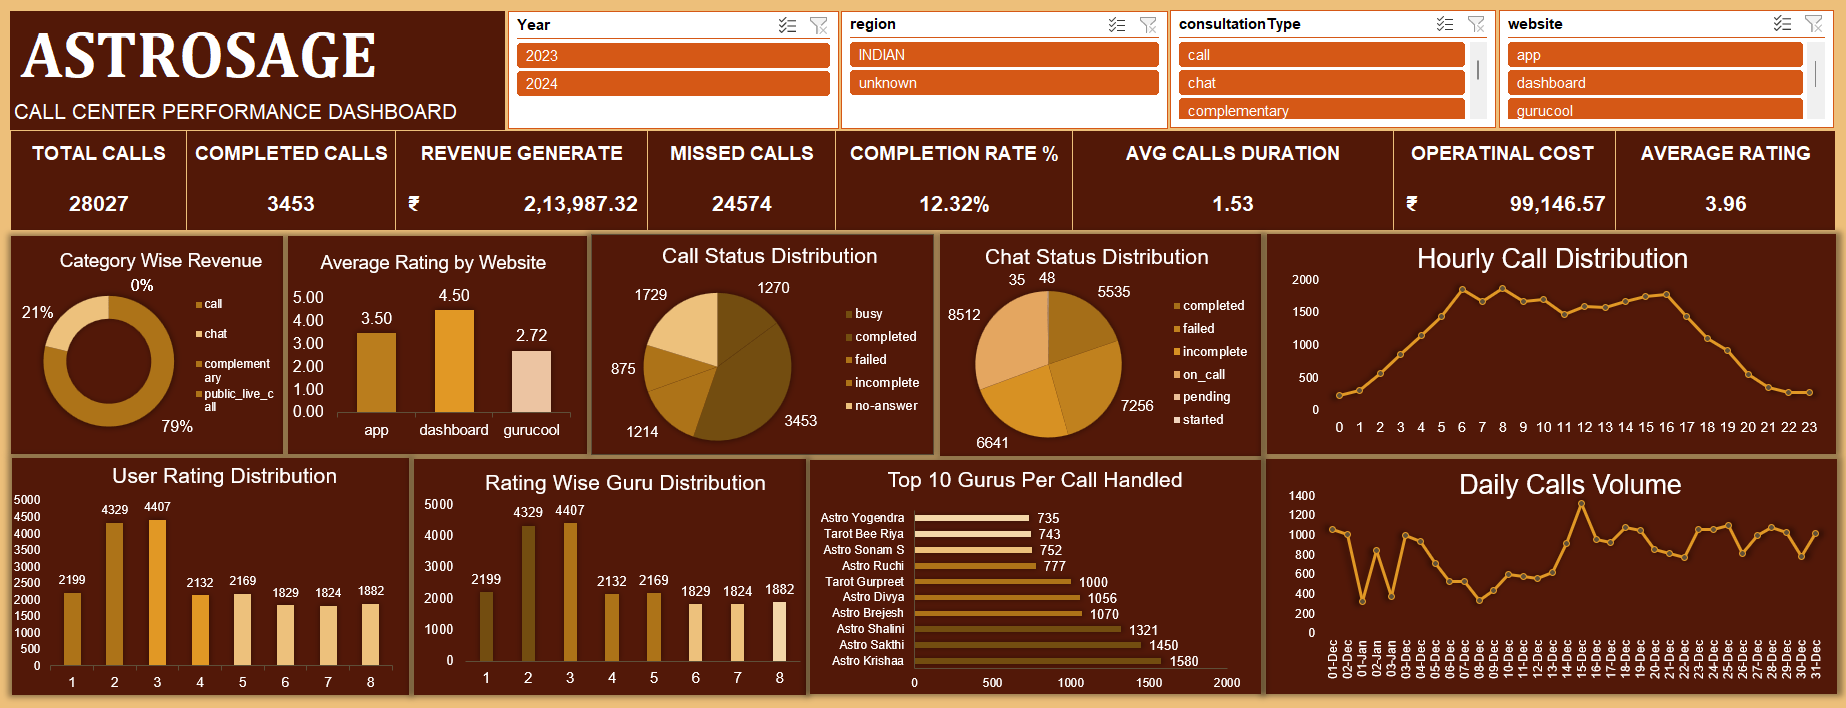 ASTROSAGE
CALL CENTER PERFORMANCE DASHBOARD
Year
2023
2024
region
INDIAN
unknown
consultationType
call
chat
complementary
website
app
dashboard
gurucool
TOTAL CALLS
28027
COMPLETED CALLS
3453
REVENUE GENERATE
₹ 2,13,987.32
MISSED CALLS
24574
COMPLETION RATE %
12.32%
AVG CALLS DURATION
1.53
OPERATINAL COST
₹ 99,146.57
AVERAGE RATING
3.96
Category Wise Revenue
0%
21%
79%
call
chat
complement
ary
public_live_c
all
Average Rating by Website
5.00
4.00
3.00
2.00
1.00
0.00
3.50
4.50
2.72
app dashboard gurucool
Call Status Distribution
1729
1270
875
1214
3453
busy
completed
failed
incomplete
no-answer
Chat Status Distribution
35
48
5535
8512
7256
6641
completed
failed
incomplete
on_call
pending
started
Hourly Call Distribution
2000
1500
1000
500
0
0 1 2 3 4 5 6 7 8 9 10 11 12 13 14 15 16 17 18 19 20 21 22 23
User Rating Distribution
5000
4500
4000
3500
3000
2500
2000
1500
1000
500
0
2199 4329 4407 2132 2169 1829 1824 1882
1 2 3 4 5 6 7 8
Rating Wise Guru Distribution
5000
4000
3000
2000
1000
0
2199 4329 4407 2132 2169 1829 1824 1882
1 2 3 4 5 6 7 8
Top 10 Gurus Per Call Handled
Astro Yogendra 735
Tarot Bee Riya 743
Astro Sonam S 752
Astro Ruchi 777
Tarot Gurpreet 1000
Astro Divya 1056
Astro Brejesh 1070
Astro Shalini 1321
Astro Sakthi 1450
Astro Krishaa 1580
0 500 1000 1500 2000
Daily Calls Volume
1400
1200
1000
800
600
400
200
0
01-Dec
02-Dec
01-Jan
02-Jan
03-Jan
03-Dec
04-Dec
05-Dec
06-Dec
07-Dec
08-Dec
09-Dec
10-Dec
11-Dec
12-Dec
13-Dec
14-Dec
15-Dec
16-Dec
17-Dec
18-Dec
19-Dec
20-Dec
21-Dec
22-Dec
23-Dec
24-Dec
25-Dec
26-Dec
27-Dec
28-Dec
29-Dec
30-Dec
31-Dec